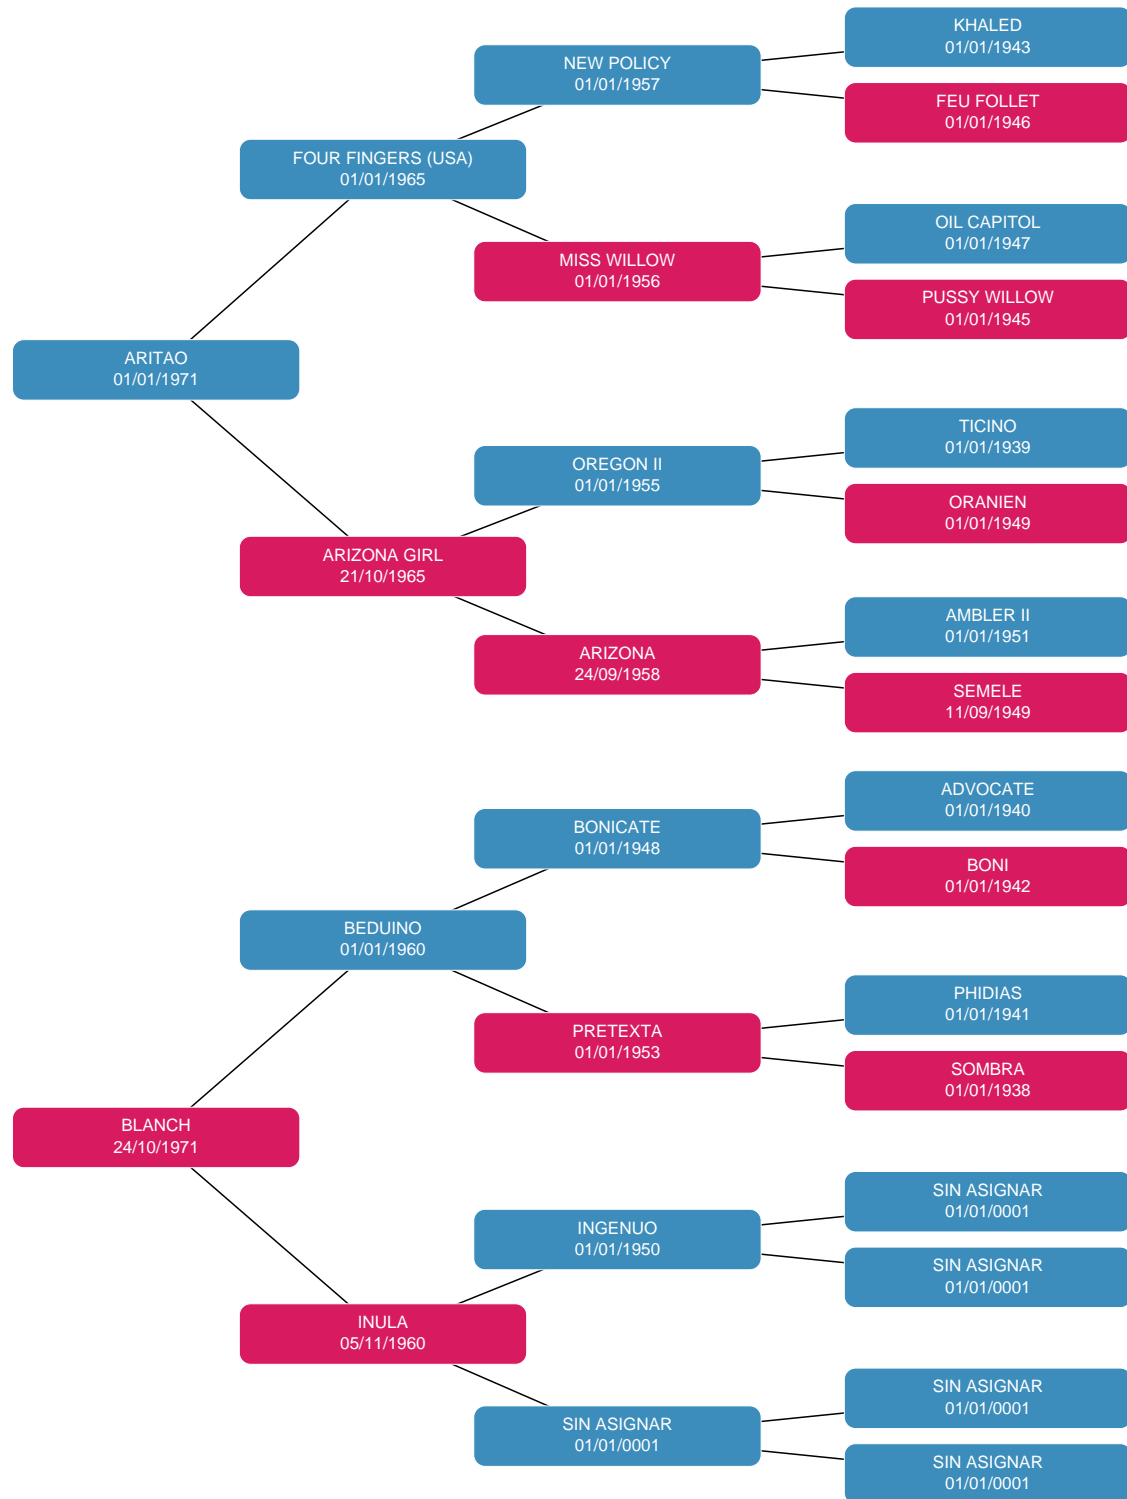 KHALED
01/01/1943
NEW POLICY
01/01/1957
FEU FOLLET
01/01/1946
FOUR FINGERS (USA)
01/01/1965
OIL CAPITOL
01/01/1947
MISS WILLOW
01/01/1956
PUSSY WILLOW
01/01/1945
ARITAO
01/01/1971
TICINO
01/01/1939
OREGON II
01/01/1955
ORANIEN
01/01/1949
ARIZONA GIRL
21/10/1965
AMBLER II
01/01/1951
ARIZONA
24/09/1958
SEMELE
11/09/1949
ADVOCATE
01/01/1940
BONICATE
01/01/1948
BONI
01/01/1942
BEDUINO
01/01/1960
PHIDIAS
01/01/1941
PRETEXTA
01/01/1953
SOMBRA
01/01/1938
BLANCH
24/10/1971
SIN ASIGNAR
01/01/0001
INGENUO
01/01/1950
SIN ASIGNAR
01/01/0001
INULA
05/11/1960
SIN ASIGNAR
01/01/0001
SIN ASIGNAR
01/01/0001
SIN ASIGNAR
01/01/0001